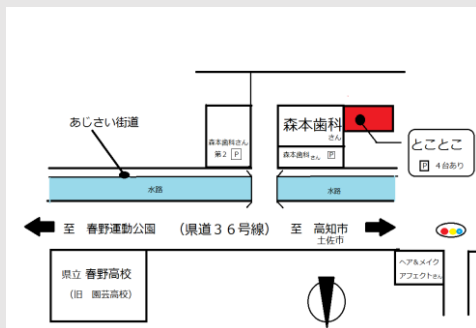 あじさい街道
森本歯科さん
第2 P
森本歯科
さん
森本歯科さん P
とことこ
P 4台あり
水路
水路
至 春野運動公園 (県道36号線) 至 高知市
土佐市
県立 春野高校
(旧 園芸高校)
ヘア&メイク
アフェクトさん